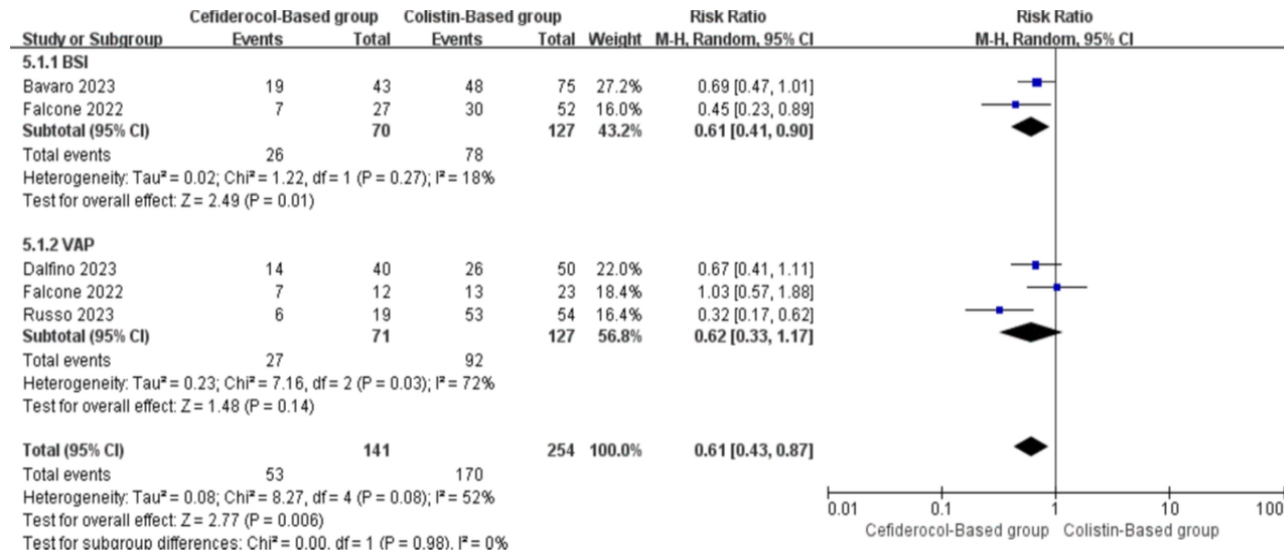 Cefiderocol-Based group Colistin-Based group Risk Ratio Risk Ratio
Study or Subgroup Events Total Events Total Weight M-H, Random, 95% CI M-H, Random, 95% CI
5.1.1 BSI
Bavaro 2023 19 43 48 75 27.2% 0.69 [0.47, 1.01]
Falcone 2022 7 27 30 52 16.0% 0.45 [0.23, 0.89]
Subtotal (95% CI) 70 127 43.2% 0.61 [0.41, 0.90]
Total events 26 78
Heterogeneity: Tau² = 0.02; Chi² = 1.22, df = 1 (P = 0.27); I² = 18%
Test for overall effect: Z = 2.49 (P = 0.01)
5.1.2 VAP
Dalfino 2023 14 40 26 50 22.0% 0.67 [0.41, 1.11]
Falcone 2022 7 12 13 23 18.4% 1.03 [0.57, 1.88]
Russo 2023 6 19 53 54 16.4% 0.32 [0.17, 0.62]
Subtotal (95% CI) 71 127 56.8% 0.62 [0.33, 1.17]
Total events 27 92
Heterogeneity: Tau² = 0.23; Chi² = 7.16, df = 2 (P = 0.03); I² = 72%
Test for overall effect: Z = 1.48 (P = 0.14)
Total (95% CI) 141 254 100.0% 0.61 [0.43, 0.87]
Total events 53 170
Heterogeneity: Tau² = 0.08; Chi² = 8.27, df = 4 (P = 0.08); I² = 52%
Test for overall effect: Z = 2.77 (P = 0.006)
Test for subgroup differences: Chi² = 0.00, df = 1 (P = 0.98), I² = 0%
0.01 0.1 1 10 100
Cefiderocol-Based group Colistin-Based group